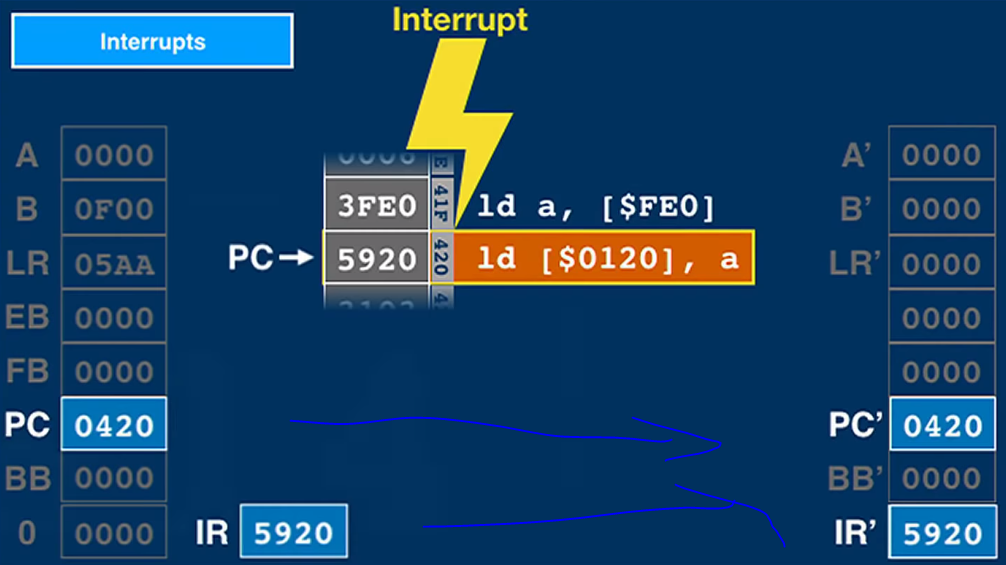 Interrupt
Interrupts
A 0000
B 0F00
LR 05AA
EB 0000
FB 0000
PC 0420
BB 0000
0 0000
IR 5920
3FE0 41F ld a, [$FE0]
PC 5920 420 ld [$0120], a
A’ 0000
B’ 0000
LR’ 0000
0000
0000
PC’ 0420
BB’ 0000
IR’ 5920